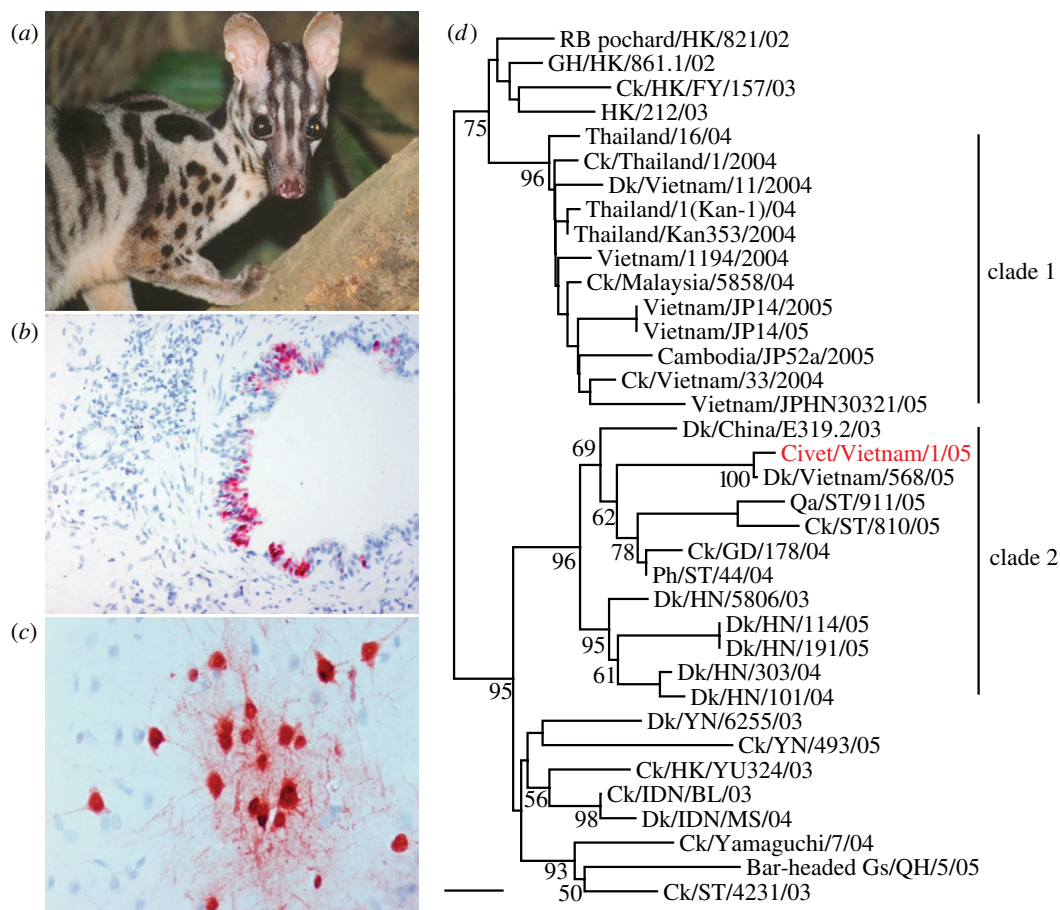 (a)
(b)
(c)
(d)
RB pochard/HK/821/02
GH/HK/861.1/02
Ck/HK/FY/157/03
HK/212/03
75
Thailand/16/04
Ck/Thailand/1/2004
96
Dk/Vietnam/11/2004
Thailand/1(Kan-1)/04
Thailand/Kan353/2004
Vietnam/1194/2004
clade 1
Ck/Malaysia/5858/04
Vietnam/JP14/2005
Vietnam/JP14/05
Cambodia/JP52a/2005
Ck/Vietnam/33/2004
Vietnam/JPHN30321/05
Dk/China/E319.2/03
69
Civet/Vietnam/1/05
100
Dk/Vietnam/568/05
Qa/ST/911/05
62
Ck/ST/810/05
78
Ck/GD/178/04
96
clade 2
Ph/ST/44/04
Dk/HN/5806/03
Dk/HN/114/05
95
Dk/HN/191/05
61
Dk/HN/303/04
95
Dk/HN/101/04
Dk/YN/6255/03
Ck/YN/493/05
Ck/HK/YU324/03
56
Ck/IDN/BL/03
98
Dk/IDN/MS/04
Ck/Yamaguchi/7/04
93
Bar-headed Gs/QH/5/05
50
Ck/ST/4231/03